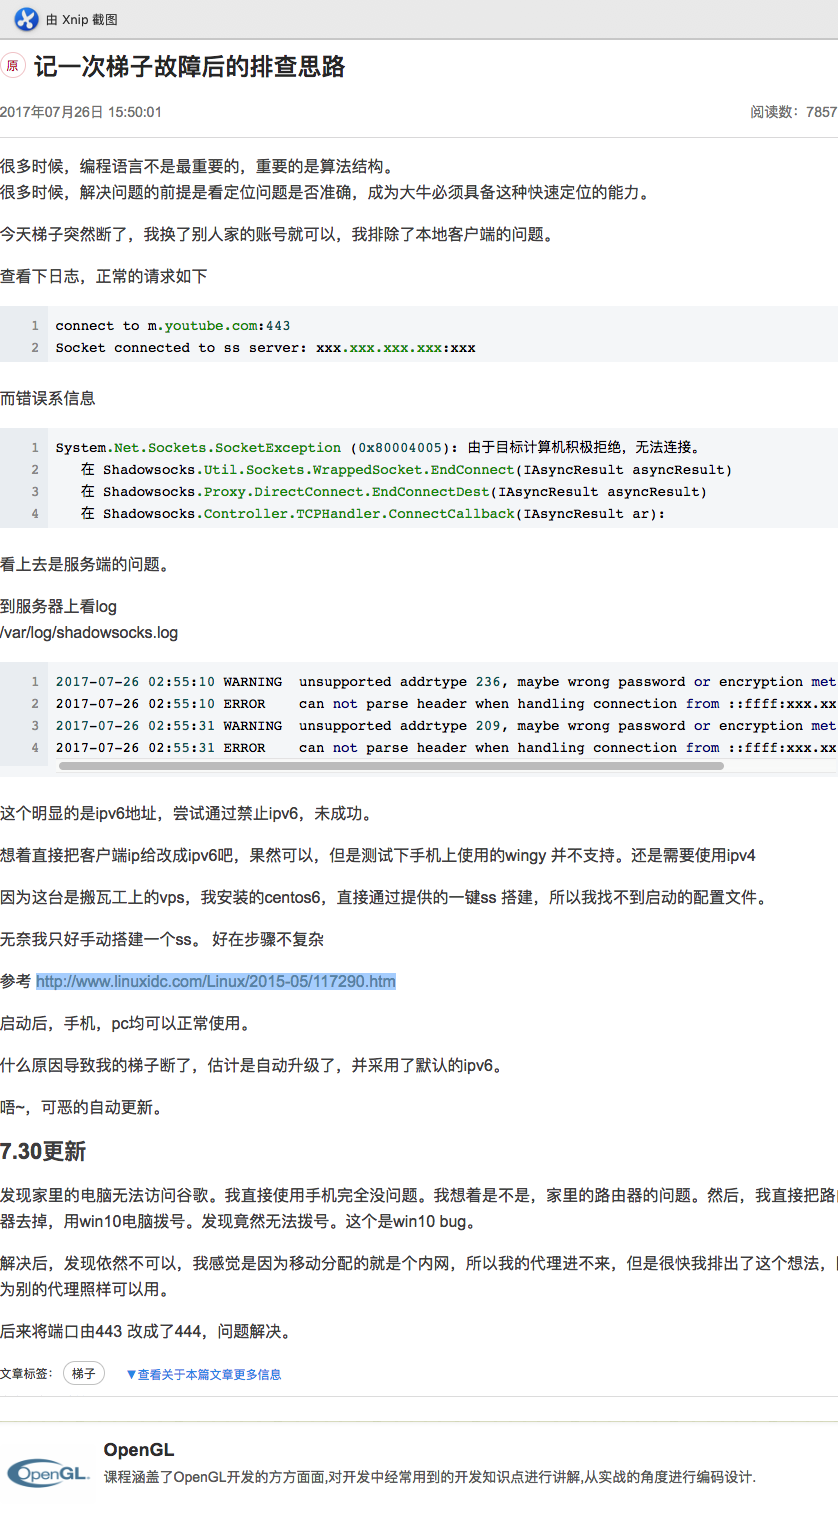 由 Xnip 截图
原 记一次梯子故障后的排查思路
2017年07月26日 15:50:01 阅读数：7857
很多时候，编程语言不是最重要的，重要的是算法结构。
很多时候，解决问题的前提是看定位问题是否准确，成为大牛必须具备这种快速定位的能力。
今天梯子突然断了，我换了别人家的账号就可以，我排除了本地客户端的问题。
查看下日志，正常的请求如下
1 connect to m.youtube.com:443
2 Socket connected to ss server: xxx.xxx.xxx.xxx:xxx
而错误系信息
1 System.Net.Sockets.SocketException (0x80004005): 由于目标计算机积极拒绝，无法连接。
2 在 Shadowsocks.Util.Sockets.WrappedSocket.EndConnect(IAsyncResult asyncResult)
3 在 Shadowsocks.Proxy.DirectConnect.EndConnectDest(IAsyncResult asyncResult)
4 在 Shadowsocks.Controller.TCPHandler.ConnectCallback(IAsyncResult ar):
看上去是服务端的问题。
到服务器上看log
/var/log/shadowsocks.log
1 2017-07-26 02:55:10 WARNING  unsupported addrtype 236, maybe wrong password or encryption met
2 2017-07-26 02:55:10 ERROR    can not parse header when handling connection from ::ffff:xxx.xx
3 2017-07-26 02:55:31 WARNING  unsupported addrtype 209, maybe wrong password or encryption met
4 2017-07-26 02:55:31 ERROR    can not parse header when handling connection from ::ffff:xxx.xx
这个明显的是ipv6地址，尝试通过禁止ipv6，未成功。
想着直接把客户端ip给改成ipv6吧，果然可以，但是测试下手机上使用的wingy 并不支持。还是需要使用ipv4
因为这台是搬瓦工上的vps，我安装的centos6，直接通过提供的一键ss 搭建，所以我找不到启动的配置文件。
无奈我只好手动搭建一个ss。 好在步骤不复杂
参考 http://www.linuxidc.com/Linux/2015-05/117290.htm
启动后，手机，pc均可以正常使用。
什么原因导致我的梯子断了，估计是自动升级了，并采用了默认的ipv6。
唔~，可恶的自动更新。
7.30更新
发现家里的电脑无法访问谷歌。我直接使用手机完全没问题。我想着是不是，家里的路由器的问题。然后，我直接把路
器去掉，用win10电脑拨号。发现竟然无法拨号。这个是win10 bug。
解决后，发现依然不可以，我感觉是因为移动分配的就是个内网，所以我的代理进不来，但是很快我排出了这个想法，
为别的代理照样可以用。
后来将端口由443 改成了444，问题解决。
文章标签： 梯子 ▼查看关于本篇文章更多信息
OpenGL
OpenGL.
课程涵盖了OpenGL开发的方方面面,对开发中经常用到的开发知识点进行讲解,从实战的角度进行编码设计.